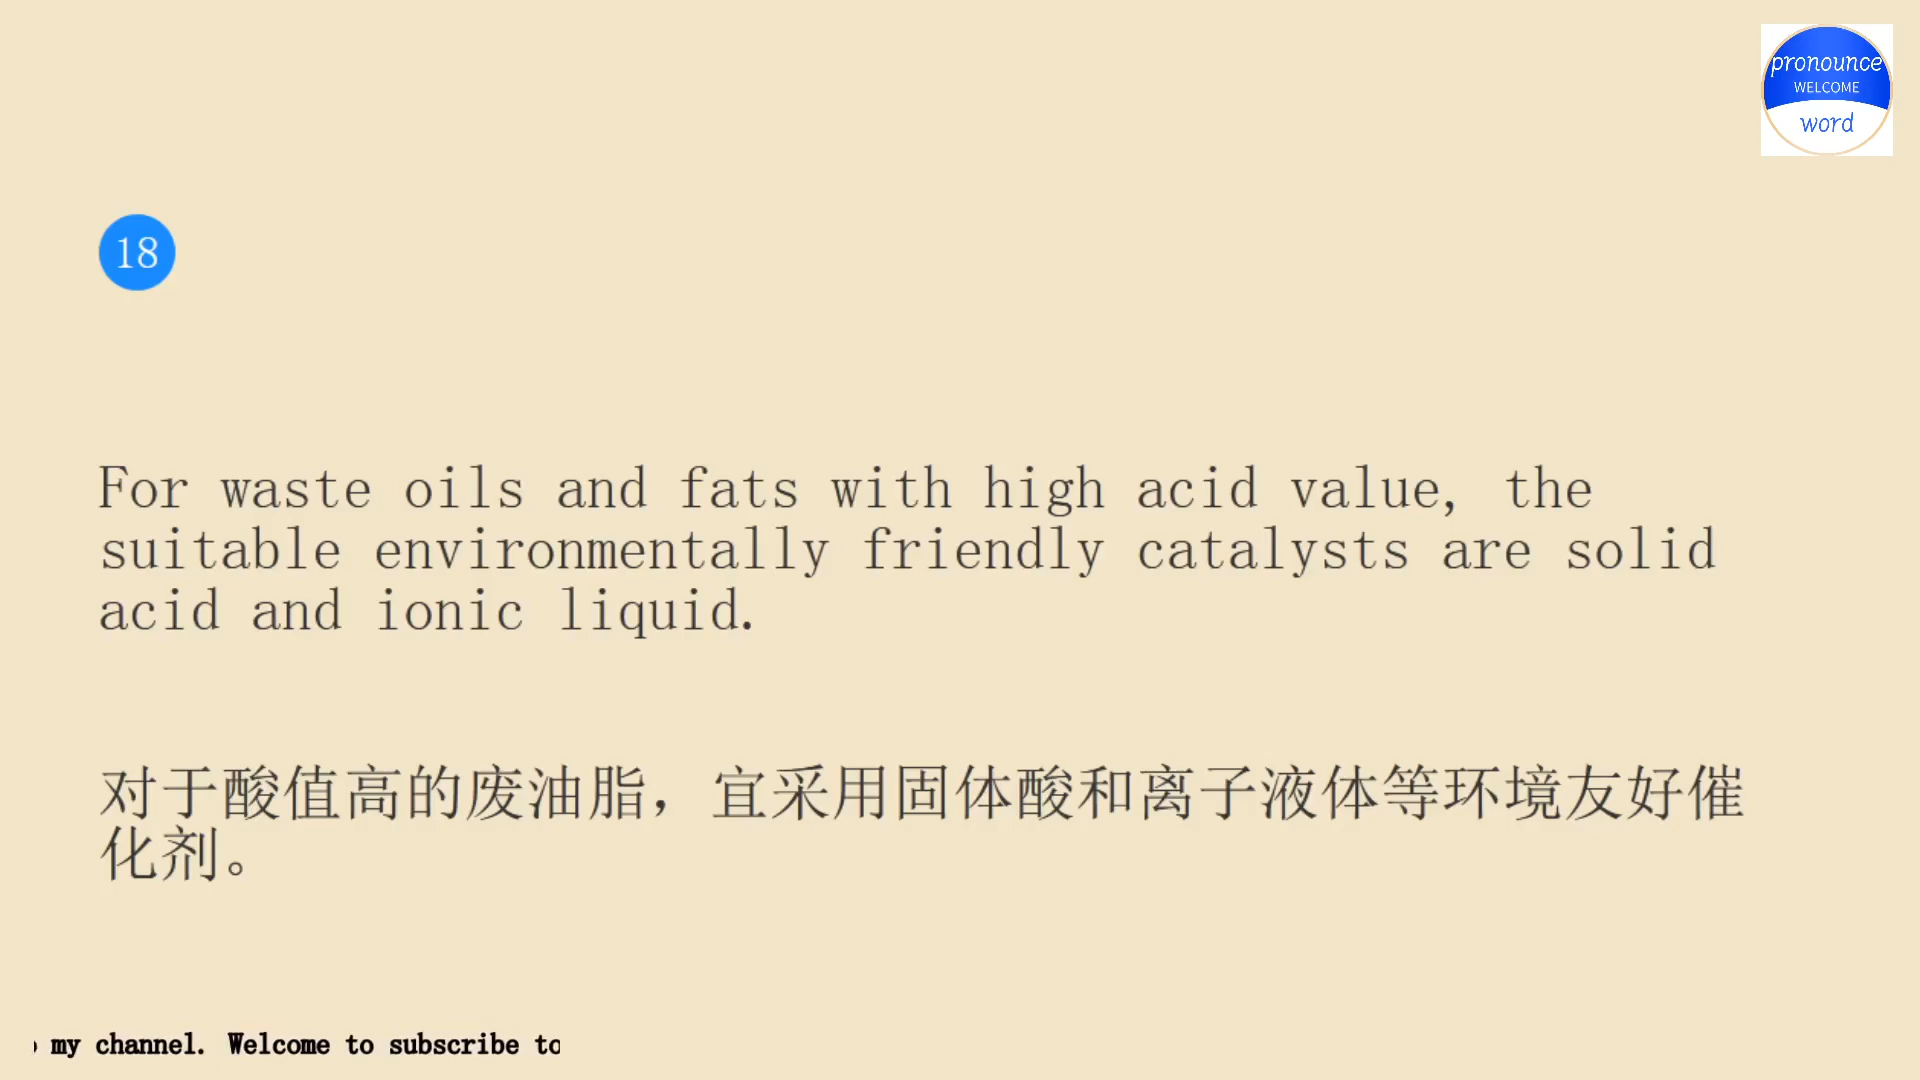 pronounce
WELCOME
word
18
For waste oils and fats with high acid value, the
suitable environmentally friendly catalysts are solid
acid and ionic liquid.
对于酸值高的废油脂，宜采用固体酸和离子液体等环境友好催
化剂。
my channel. Welcome to subscribe to